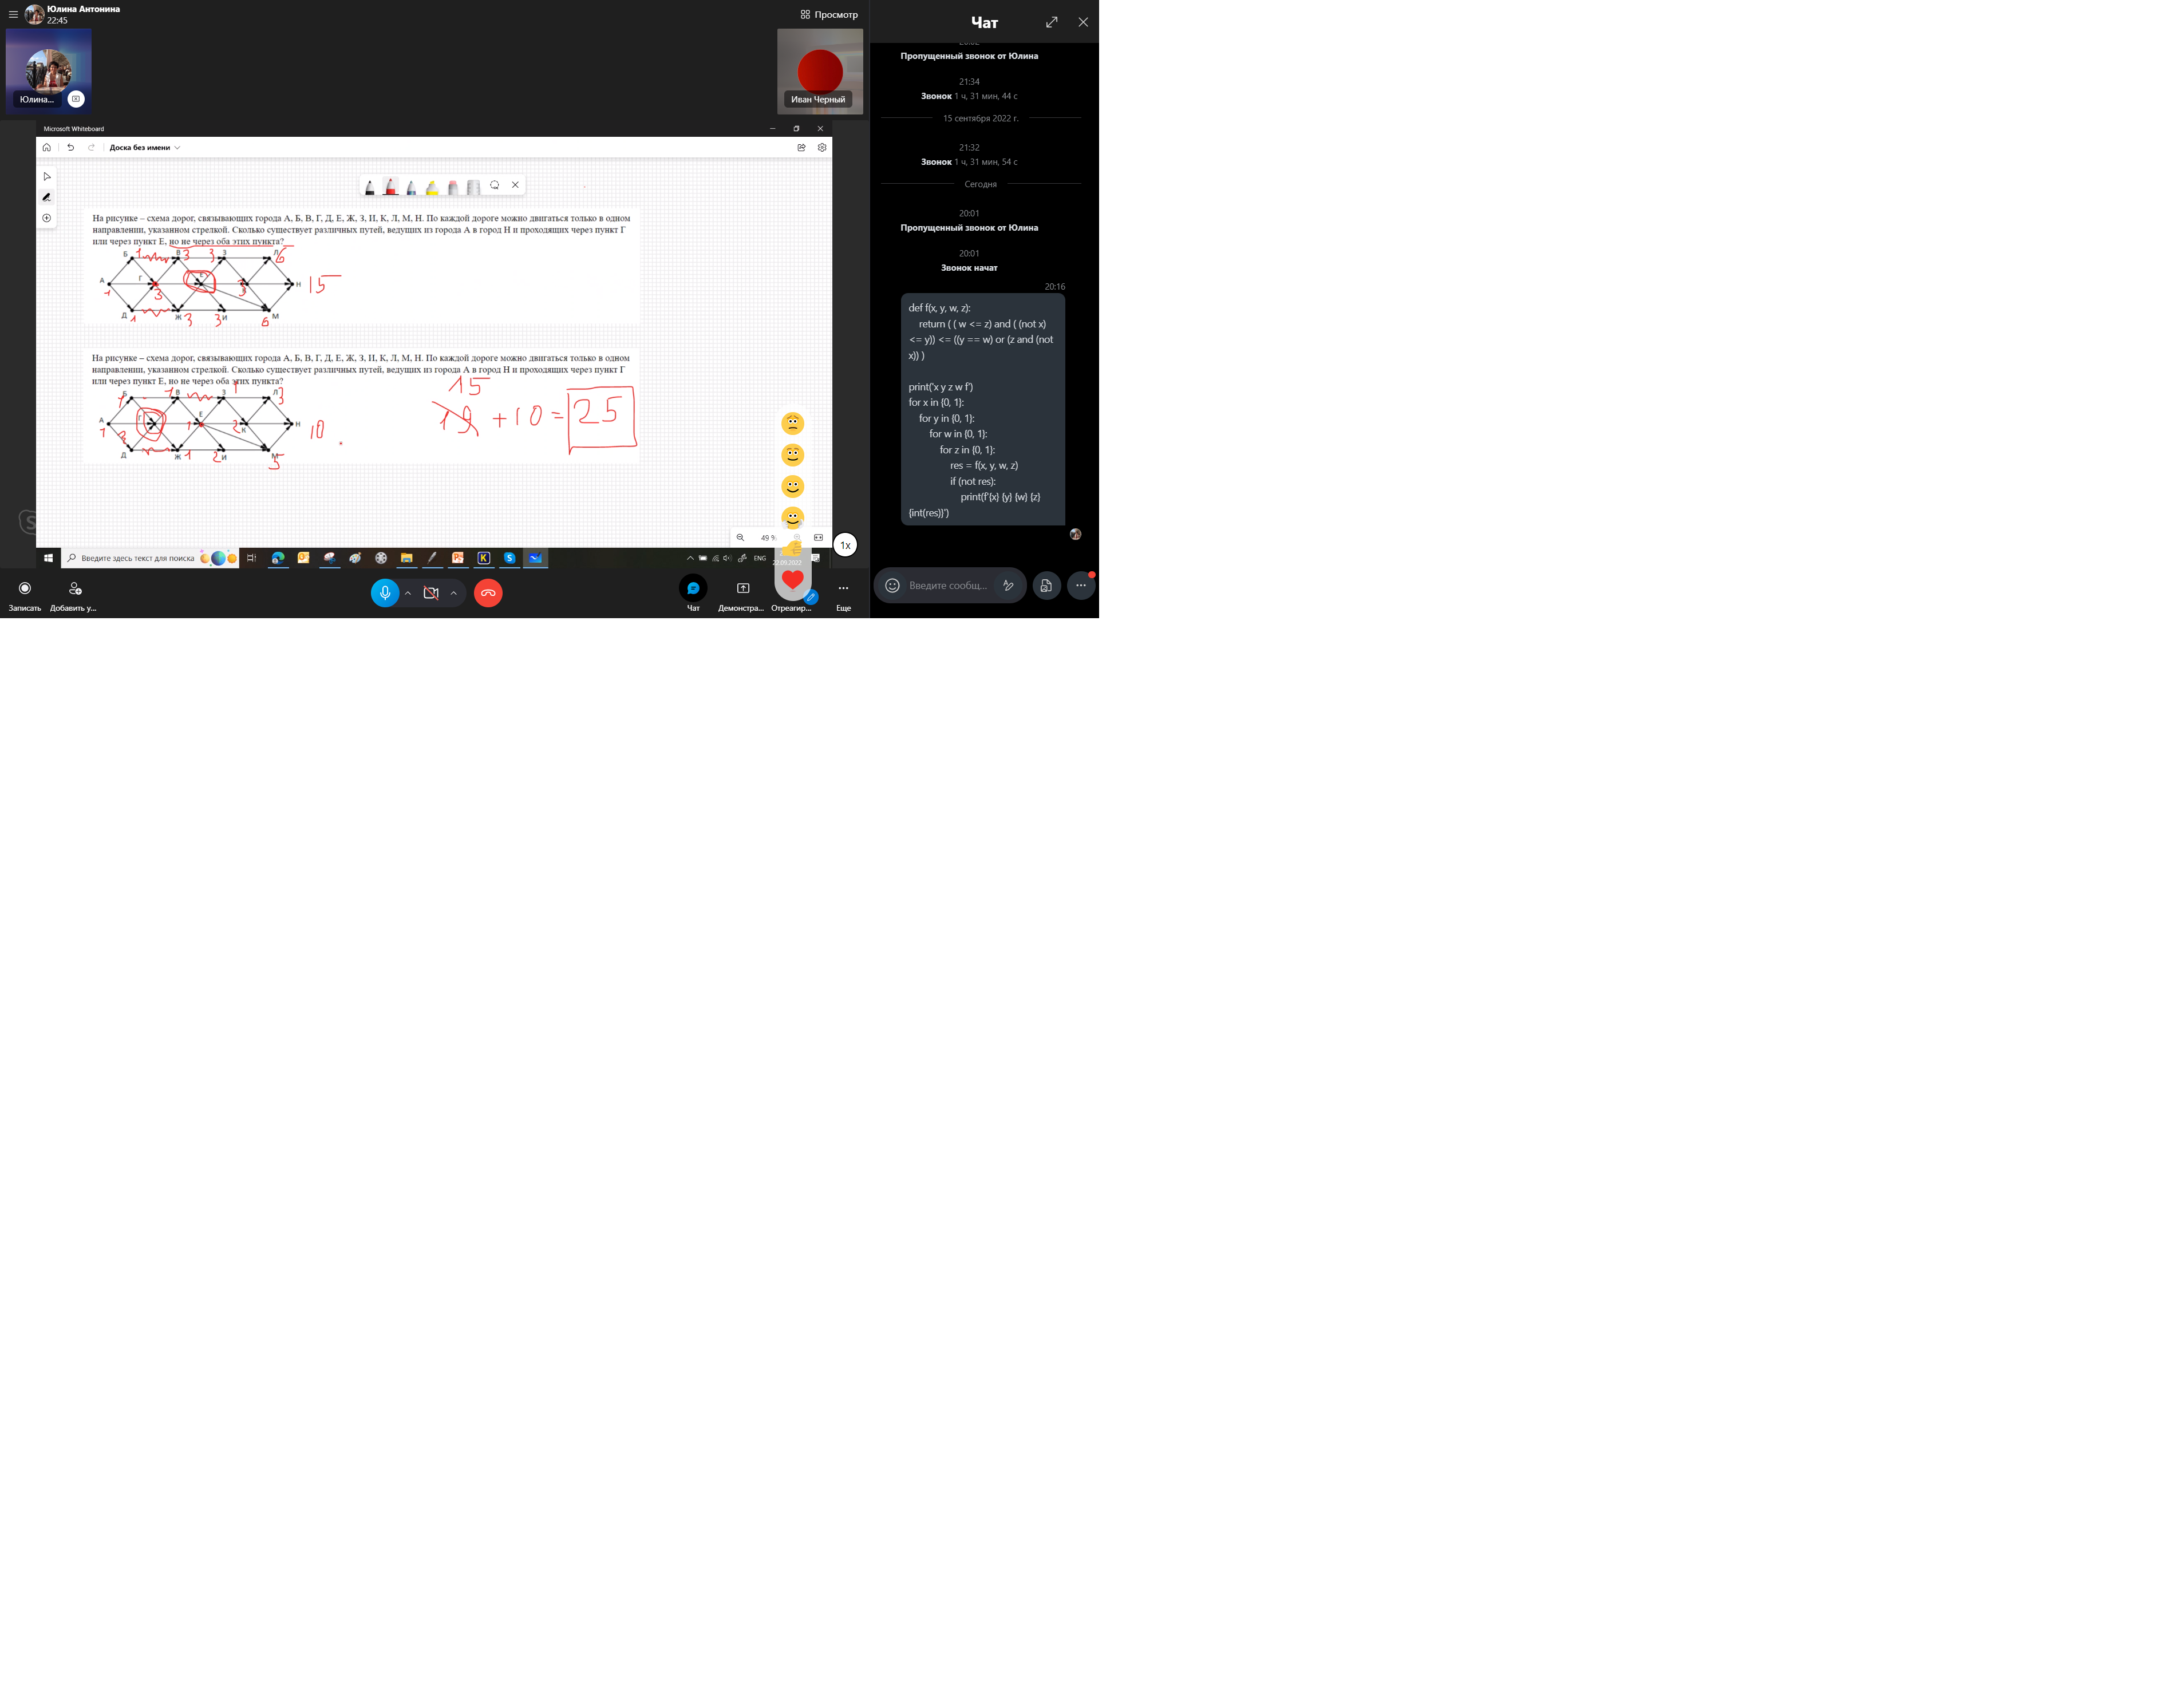 Юлина Антонина
22:45
Просмотр
Юлина...
Иван Черный
Microsoft Whiteboard
Доска без имени
На рисунке – схема дорог, связывающих города А, Б, В, Г, Д, Е, Ж, З, И, К, Л, М, Н. По каждой дороге можно двигаться только в одном
направлении, указанном стрелкой. Сколько существует различных путей, ведущих из города А в город Н и проходящих через пункт Г
или через пункт Е, но не через оба этих пункта?
Б 1 В 3 3 З Л 6
А Г Е Н 15
1 3 3
Д 1 Ж 3 3 И 6 М
На рисунке – схема дорог, связывающих города А, Б, В, Г, Д, Е, Ж, З, И, К, Л, М, Н. По каждой дороге можно двигаться только в одном
направлении, указанном стрелкой. Сколько существует различных путей, ведущих из города А в город Н и проходящих через пункт Г
или через пункт Е, но не через оба этих пункта?
Б 1 В З 1 Л 3
1
А Г Е Н
1 1 2 К 10
Д Ж 1 2 И М 5
15
19 + 10 = 25
49 %
Введите здесь текст для поиска
ENG
22.09.2022
1x
Записать
Добавить у...
Чат
Демонстра...
Отреагир...
Еще
Чат
Пропущенный звонок от Юлина
21:34
Звонок 1 ч, 31 мин, 44 с
15 сентября 2022 г.
21:32
Звонок 1 ч, 31 мин, 54 с
Сегодня
20:01
Пропущенный звонок от Юлина
20:01
Звонок начат
20:16
def f(x, y, w, z):
return ( ( w <= z) and ( (not x)
<= y)) <= ((y == w) or (z and (not
x)) )
print('x y z w f')
for x in {0, 1}:
for y in {0, 1}:
for w in {0, 1}:
for z in {0, 1}:
res = f(x, y, w, z)
if (not res):
print(f'{x} {y} {w} {z}
{int(res)}')
Введите сообщ...